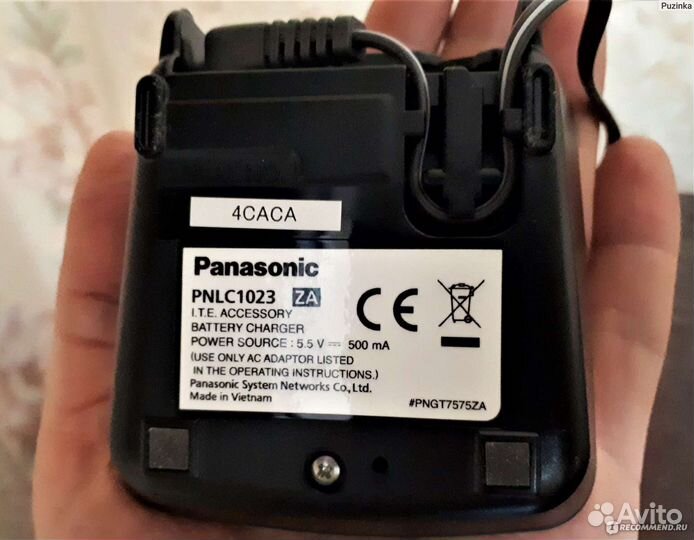 Puzinka
4CACA
Panasonic
PNLC1023 ZA
I.T.E. ACCESSORY
BATTERY CHARGER
POWER SOURCE : 5.5 V ⎓ 500 mA
(USE ONLY AC ADAPTOR LISTED
IN THE OPERATING INSTRUCTIONS.)
Panasonic System Networks Co., Ltd.
Made in Vietnam
#PNGT7575ZA
CE
Avito
IRECOMMEND.RU